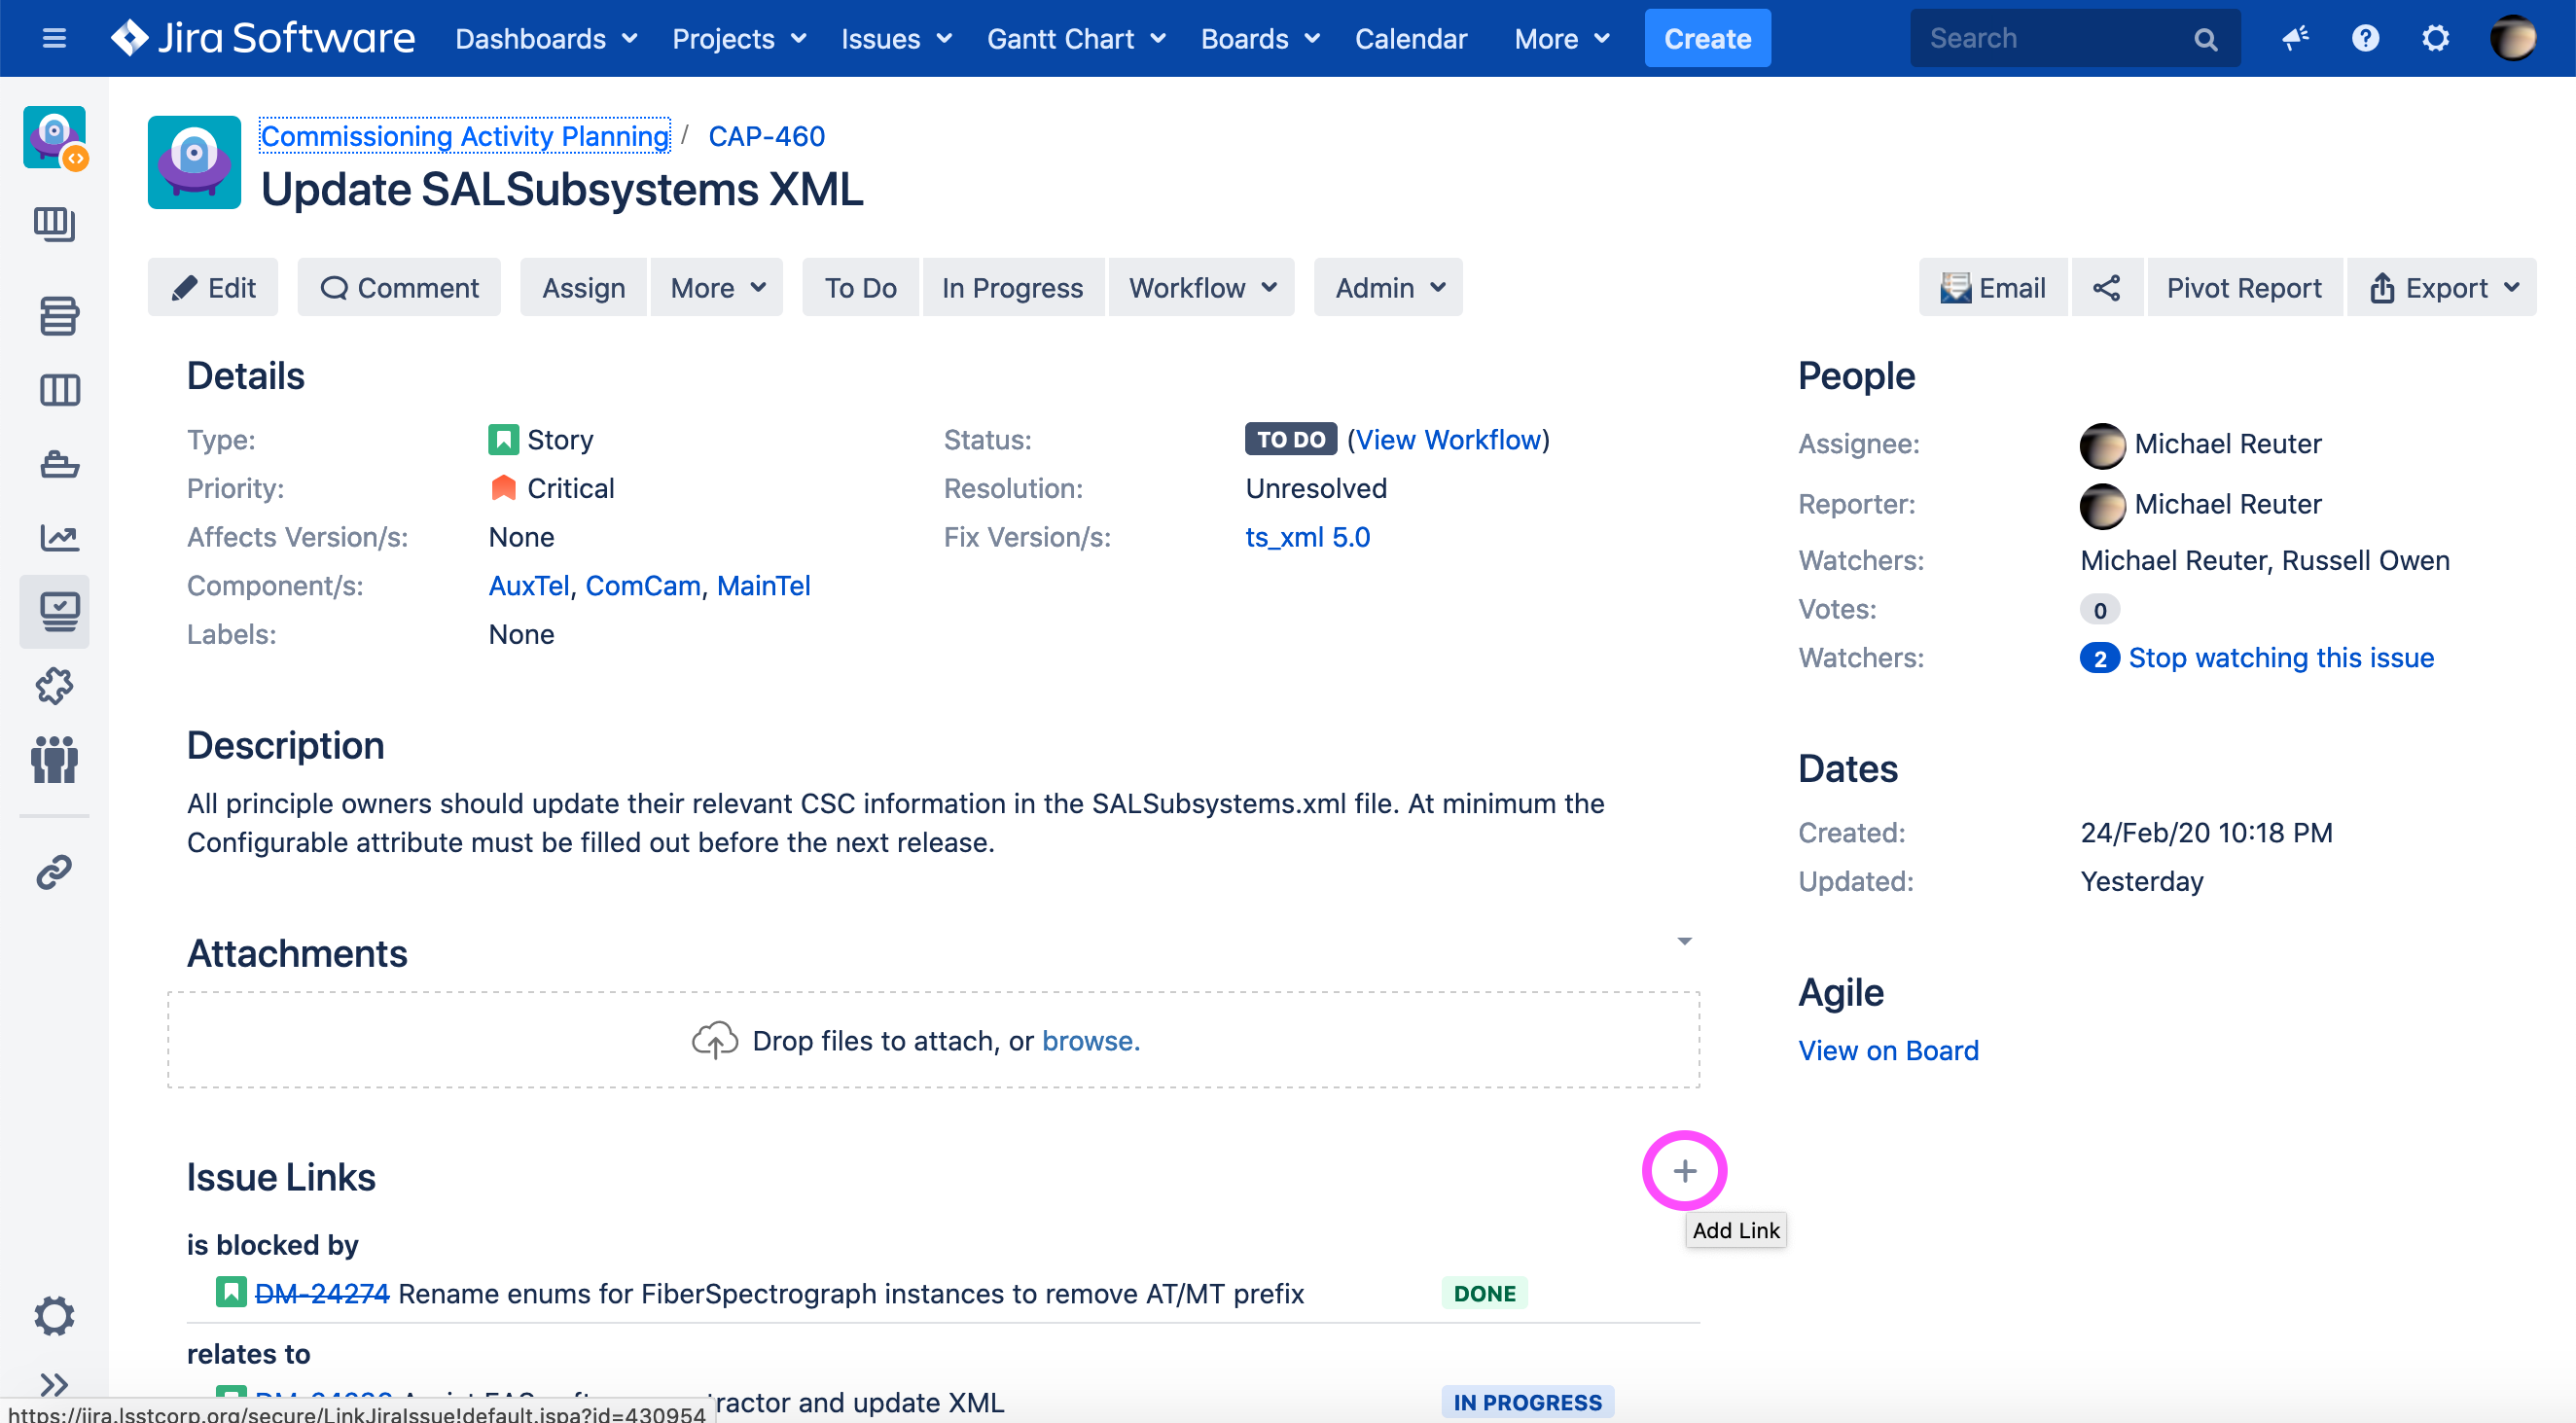 Jira Software Dashboards Projects Issues Gantt Chart Boards Calendar More Create Search
Commissioning Activity Planning / CAP-460
Update SALSubsystems XML
Edit Comment Assign More To Do In Progress Workflow Admin Email Pivot Report Export
Details
Type: Story
Priority: Critical
Affects Version/s: None
Component/s: AuxTel, ComCam, MainTel
Labels: None
Status: TO DO (View Workflow)
Resolution: Unresolved
Fix Version/s: ts_xml 5.0
Description
All principle owners should update their relevant CSC information in the SALSubsystems.xml file. At minimum the
Configurable attribute must be filled out before the next release.
Attachments
Drop files to attach, or browse.
Issue Links
Add Link
is blocked by
DM-24274 Rename enums for FiberSpectrograph instances to remove AT/MT prefix DONE
relates to
and update XML IN PROGRESS
https://jira.lsstcorp.org/secure/LinkJiraIssue!default.jspa?id=430954
People
Assignee: Michael Reuter
Reporter: Michael Reuter
Watchers: Michael Reuter, Russell Owen
Votes: 0
Watchers: 2 Stop watching this issue
Dates
Created: 24/Feb/20 10:18 PM
Updated: Yesterday
Agile
View on Board